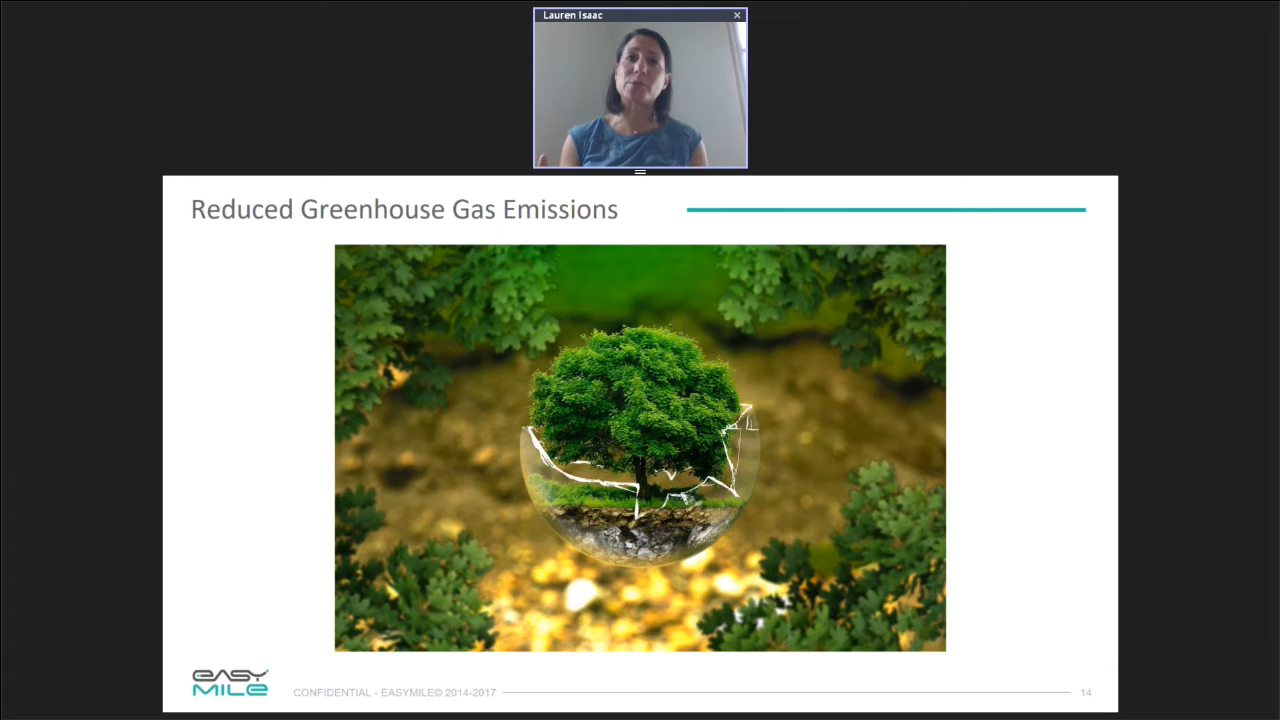 Lauren Isaac
Reduced Greenhouse Gas Emissions
EASY
MILE
CONFIDENTIAL - EASYMILE© 2014-2017
14